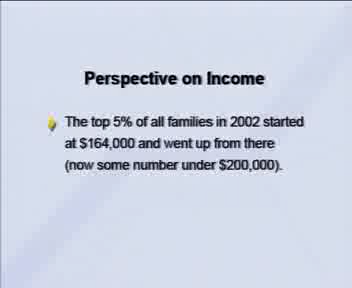 Perspective on Income
The top 5% of all families in 2002 started
at $164,000 and went up from there
(now some number under $200,000).